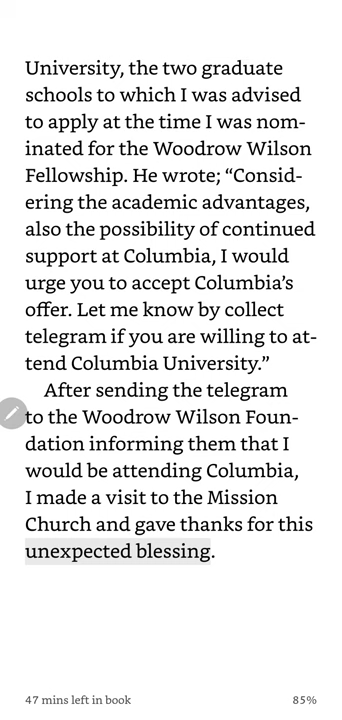 University, the two graduate
schools to which I was advised
to apply at the time I was nom-
inated for the Woodrow Wilson
Fellowship. He wrote; “Consid-
ering the academic advantages,
also the possibility of continued
support at Columbia, I would
urge you to accept Columbia’s
offer. Let me know by collect
telegram if you are willing to at-
tend Columbia University.”
After sending the telegram
to the Woodrow Wilson Foun-
dation informing them that I
would be attending Columbia,
I made a visit to the Mission
Church and gave thanks for this
unexpected blessing.
47 mins left in book 85%